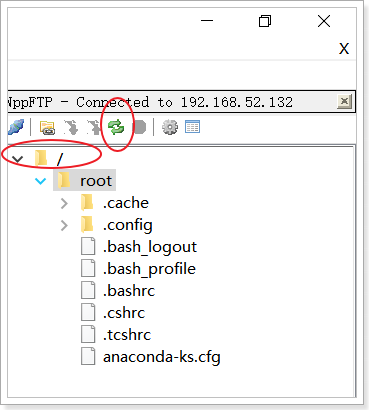 X
NppFTP - Connected to 192.168.52.132
/
root
.cache
.config
.bash_logout
.bash_profile
.bashrc
.cshrc
.tcshrc
anaconda-ks.cfg